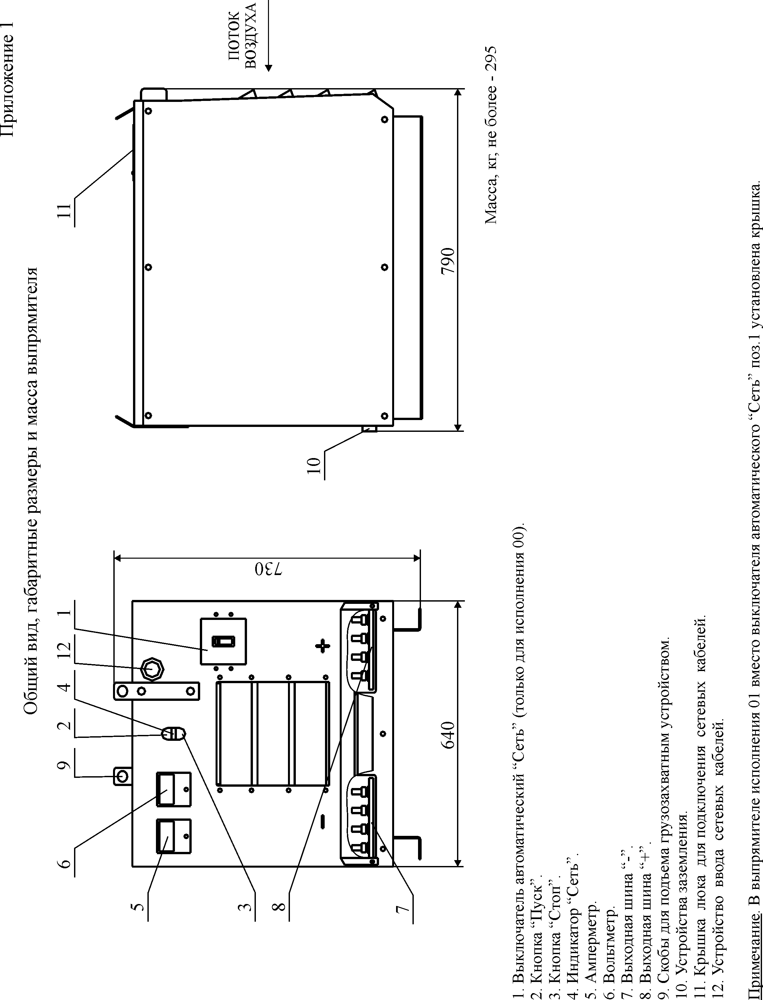 Приложение 1
Общий вид, габаритные размеры и масса выпрямителя
6
9
2
4
12
1
11
5
3
8
7
10
730
640
790
ПОТОК
ВОЗДУХА
Масса, кг, не более - 295
+
−
1. Выключатель автоматический “Сеть” (только для исполнения 00).
2. Кнопка “Пуск”.
3. Кнопка “Стоп”.
4. Индикатор “Сеть”.
5. Амперметр.
6. Вольтметр.
7. Выходная шина “-”.
8. Выходная шина “+”.
9. Скобы для подъема грузозахватным устройством.
10. Устройства заземления.
11. Крышка люка для подключения сетевых кабелей.
12. Устройство ввода сетевых кабелей.
Примечание. В выпрямителе исполнения 01 вместо выключателя автоматического “Сеть” поз.1 установлена крышка.